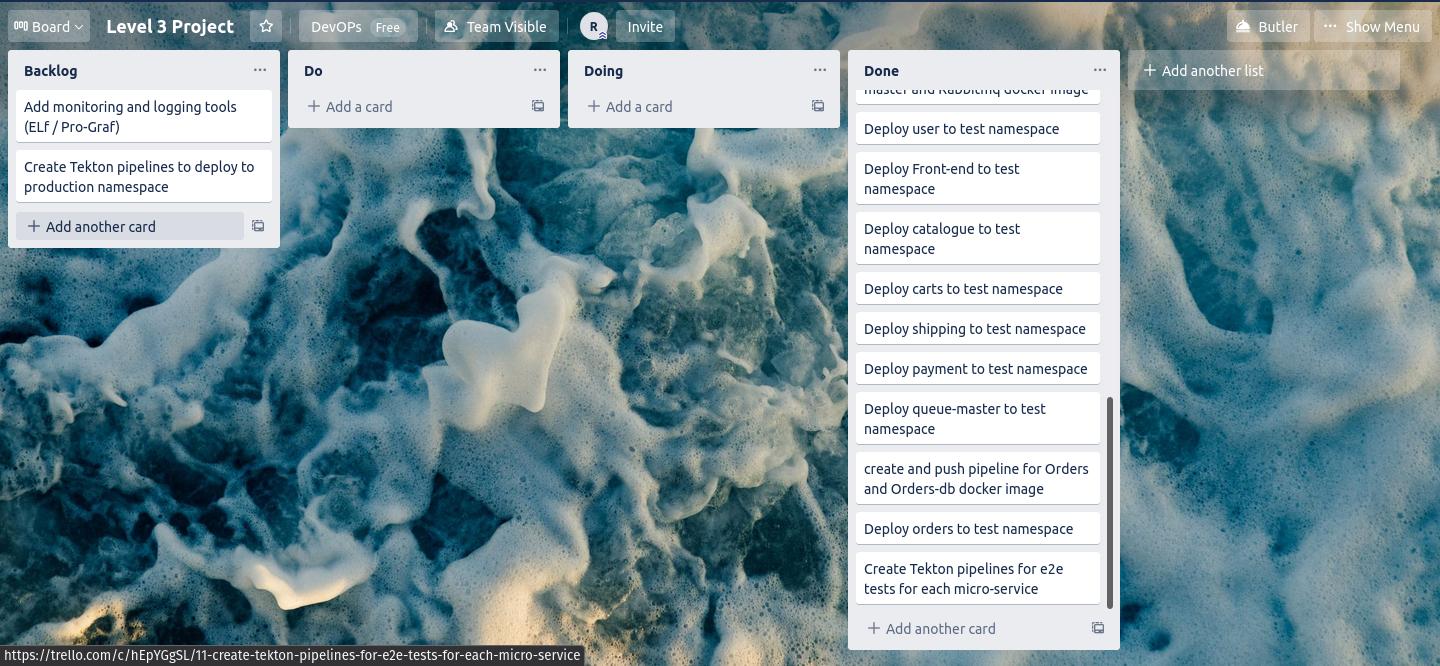 Board
Level 3 Project
DevOPs Free
Team Visible
R
Invite
Butler
Show Menu
Backlog
Add monitoring and logging tools
(ELf / Pro-Graf)
Create Tekton pipelines to deploy to
production namespace
Add another card
Do
Add a card
Doing
Add a card
Done
master and Rabbitmq docker image
Deploy user to test namespace
Deploy Front-end to test
namespace
Deploy catalogue to test
namespace
Deploy carts to test namespace
Deploy shipping to test namespace
Deploy payment to test namespace
Deploy queue-master to test
namespace
create and push pipeline for Orders
and Orders-db docker image
Deploy orders to test namespace
Create Tekton pipelines for e2e
tests for each micro-service
Add another card
Add another list
https://trello.com/c/hEpYGgSL/11-create-tekton-pipelines-for-e2e-tests-for-each-micro-service